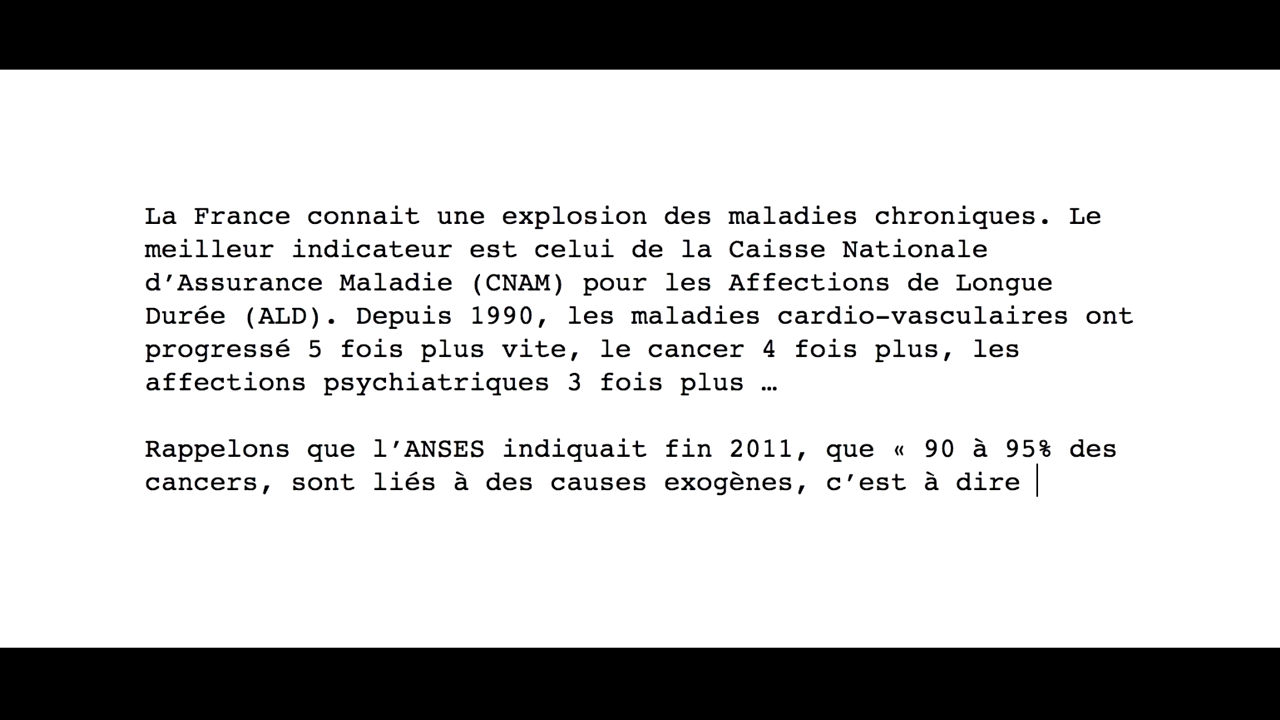 La France connait une explosion des maladies chroniques. Le
meilleur indicateur est celui de la Caisse Nationale
d’Assurance Maladie (CNAM) pour les Affections de Longue
Durée (ALD). Depuis 1990, les maladies cardio-vasculaires ont
progressé 5 fois plus vite, le cancer 4 fois plus, les
affections psychiatriques 3 fois plus …
Rappelons que l’ANSES indiquait fin 2011, que « 90 à 95% des
cancers, sont liés à des causes exogènes, c’est à dire